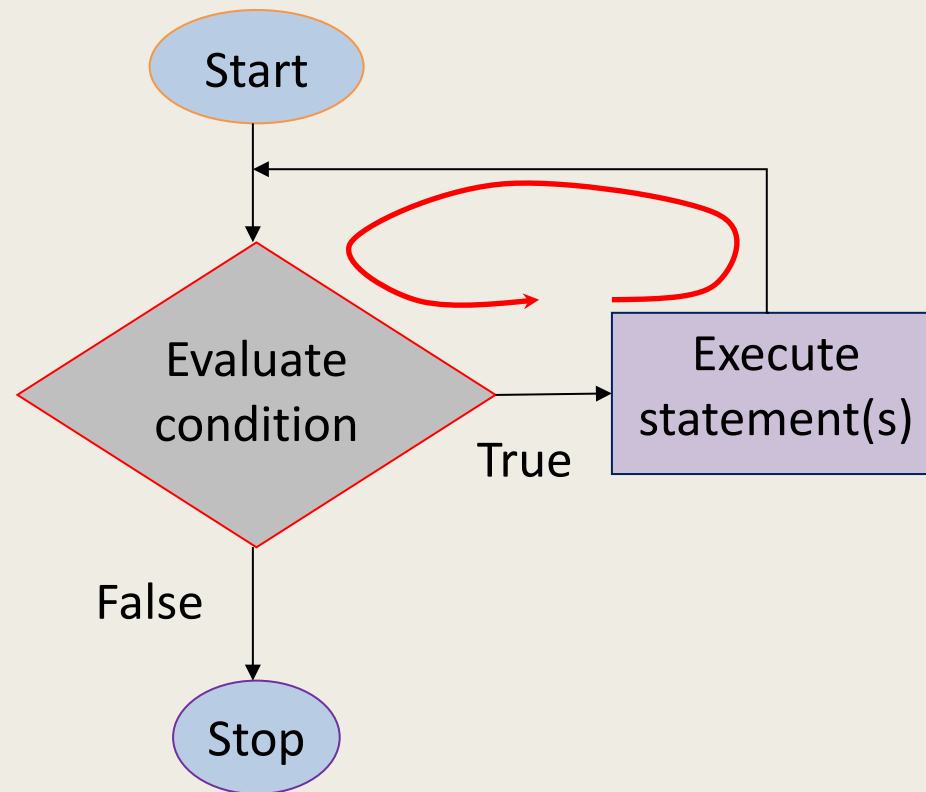 Start
Evaluate
condition
Execute
statement(s)
True
False
Stop